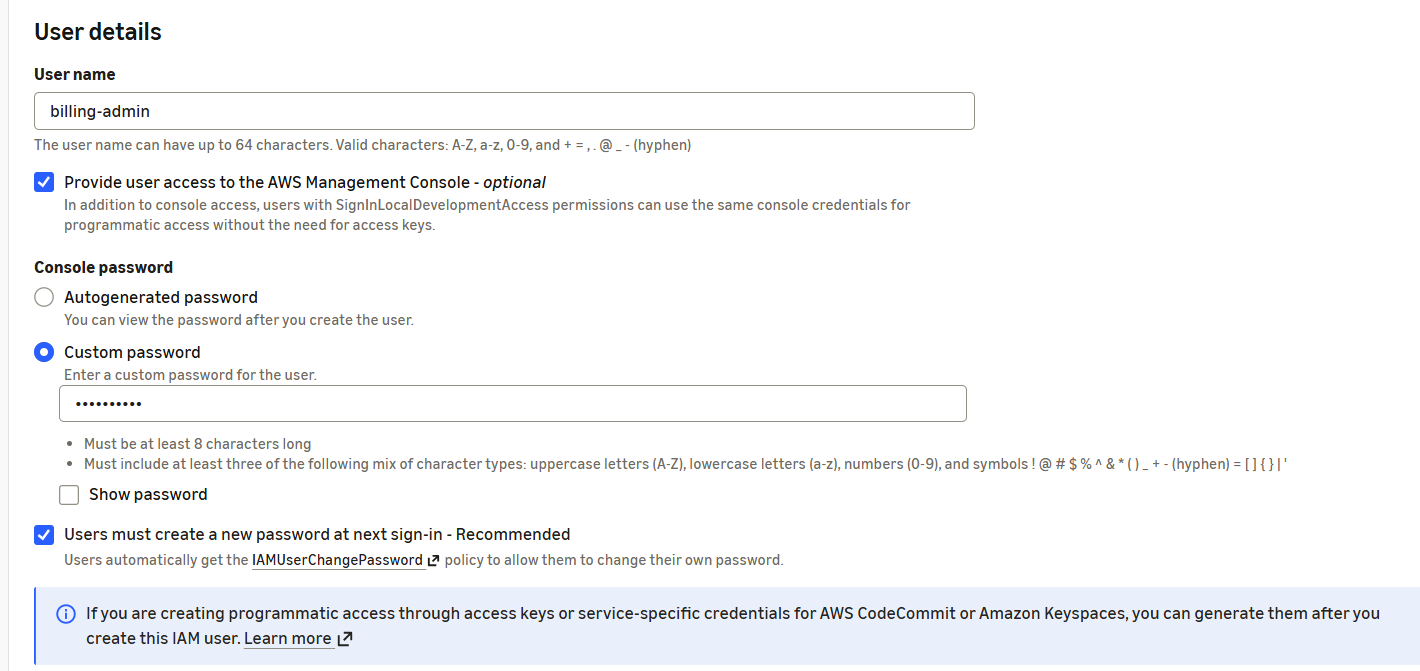 User details
User name
billing-admin
The user name can have up to 64 characters. Valid characters: A-Z, a-z, 0-9, and + = , . @ _ - (hyphen)
Provide user access to the AWS Management Console - optional
In addition to console access, users with SignInLocalDevelopmentAccess permissions can use the same console credentials for
programmatic access without the need for access keys.
Console password
Autogenerated password
You can view the password after you create the user.
Custom password
Enter a custom password for the user.
••••••••••
• Must be at least 8 characters long
• Must include at least three of the following mix of character types: uppercase letters (A-Z), lowercase letters (a-z), numbers (0-9), and symbols ! @ # $ % ^ & * ( ) _ + - (hyphen) = [ ] { } | '
Show password
Users must create a new password at next sign-in - Recommended
Users automatically get the IAMUserChangePassword policy to allow them to change their own password.
If you are creating programmatic access through access keys or service-specific credentials for AWS CodeCommit or Amazon Keyspaces, you can generate them after you
create this IAM user. Learn more